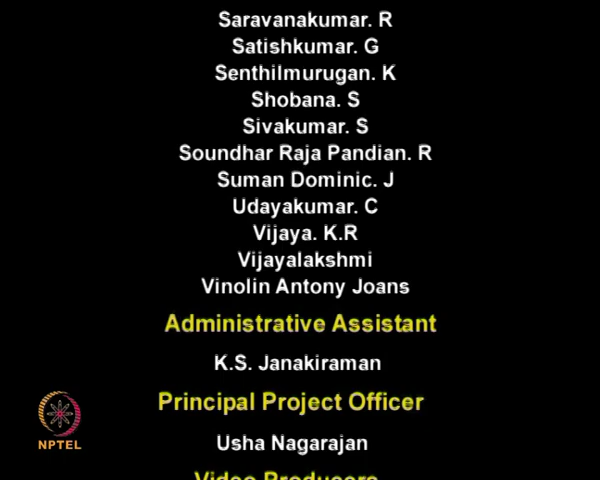 Saravanakumar. R
Satishkumar. G
Senthilmurugan. K
Shobana. S
Sivakumar. S
Soundhar Raja Pandian. R
Suman Dominic. J
Udayakumar. C
Vijaya. K.R
Vijayalakshmi
Vinolin Antony Joans
Administrative Assistant
K.S. Janakiraman
Principal Project Officer
NPTEL
Usha Nagarajan
Video Producers